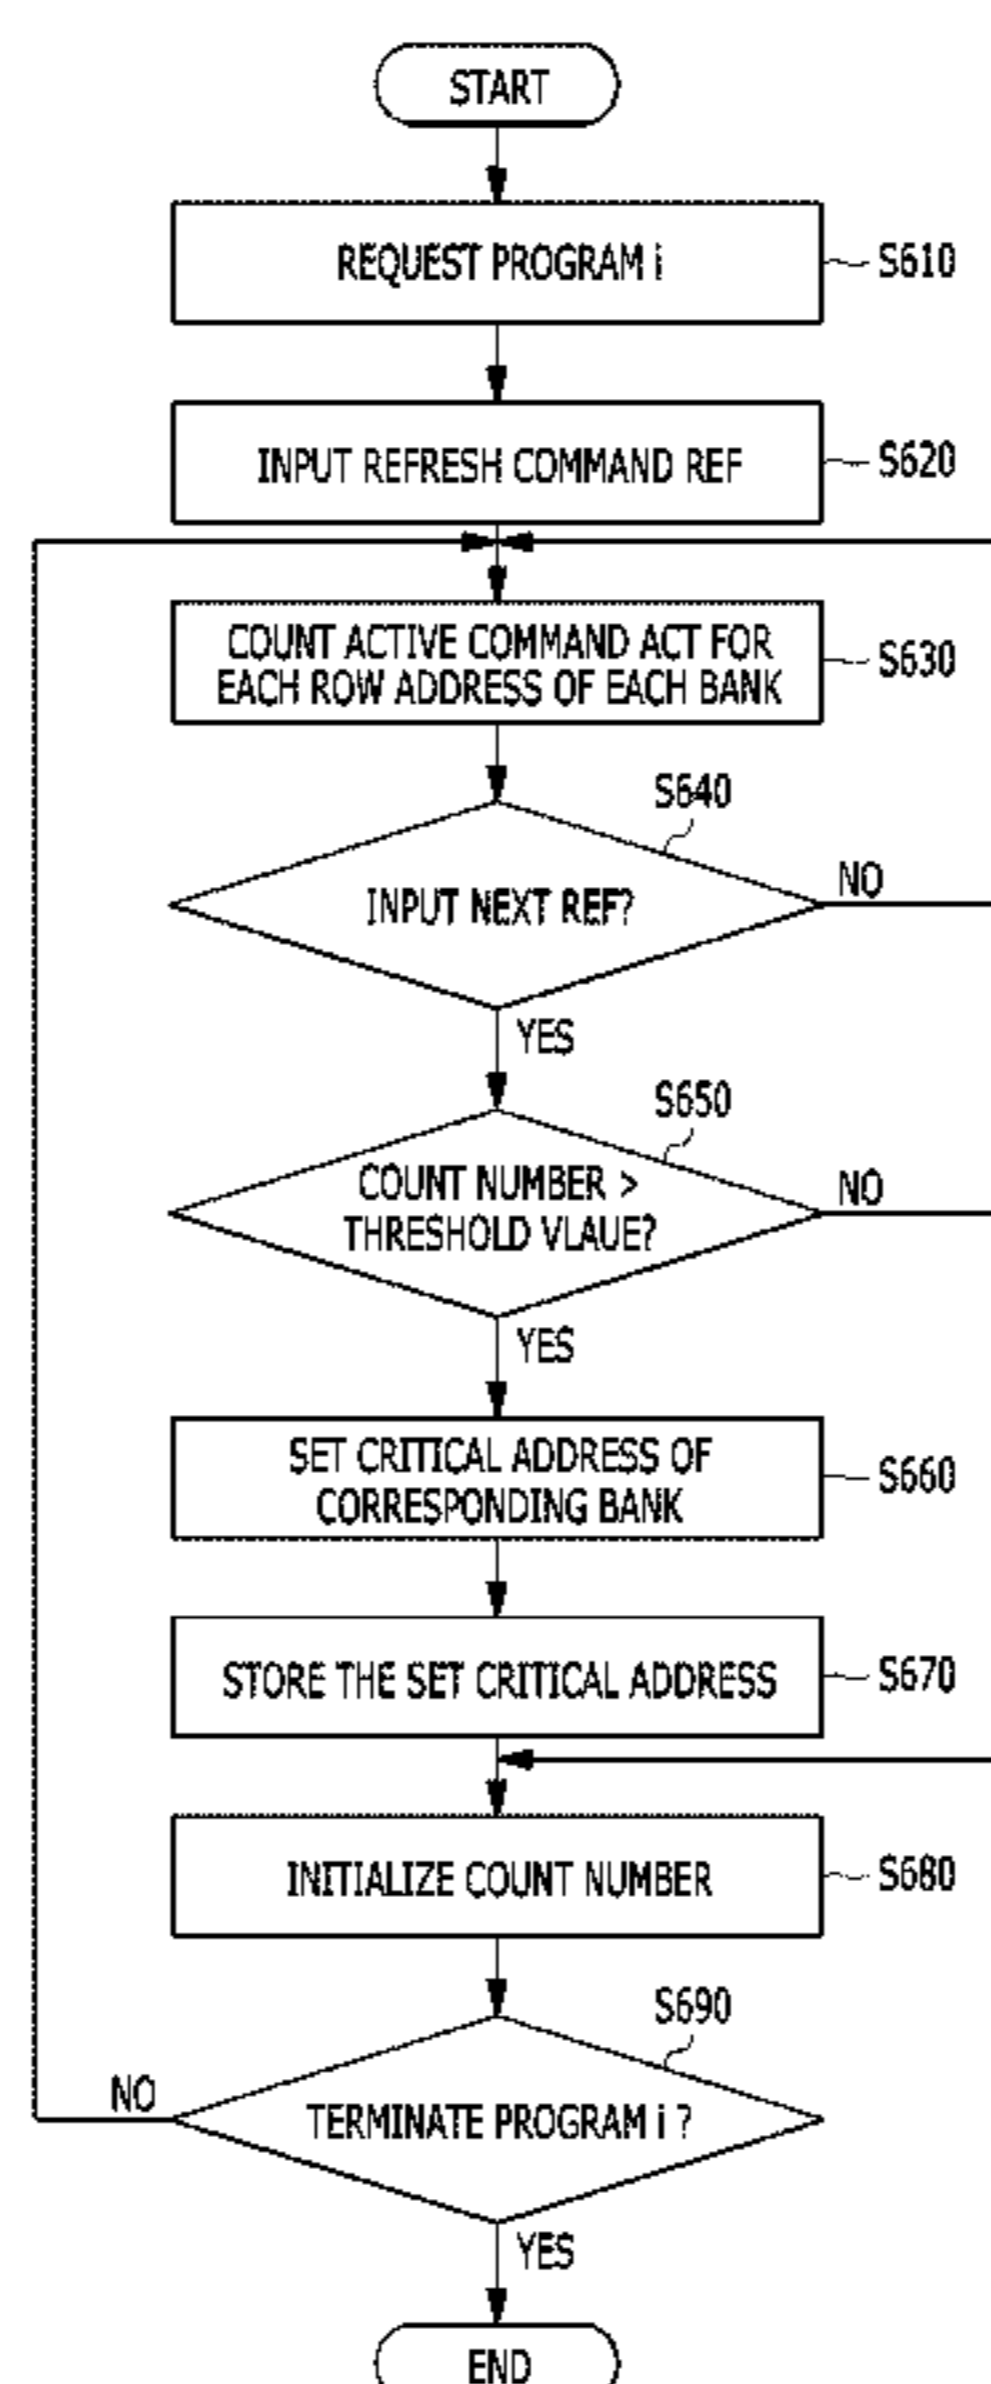 START
REQUEST PROGRAM i
S610
INPUT REFRESH COMMAND REF
S620
COUNT ACTIVE COMMAND ACT FOR
EACH ROW ADDRESS OF EACH BANK
S630
S640
INPUT NEXT REF?
NO
YES
S650
COUNT NUMBER >
THRESHOLD VLAUE?
NO
YES
SET CRITICAL ADDRESS OF
CORRESPONDING BANK
S660
STORE THE SET CRITICAL ADDRESS
S670
INITIALIZE COUNT NUMBER
S680
S690
TERMINATE PROGRAM i ?
NO
YES
END